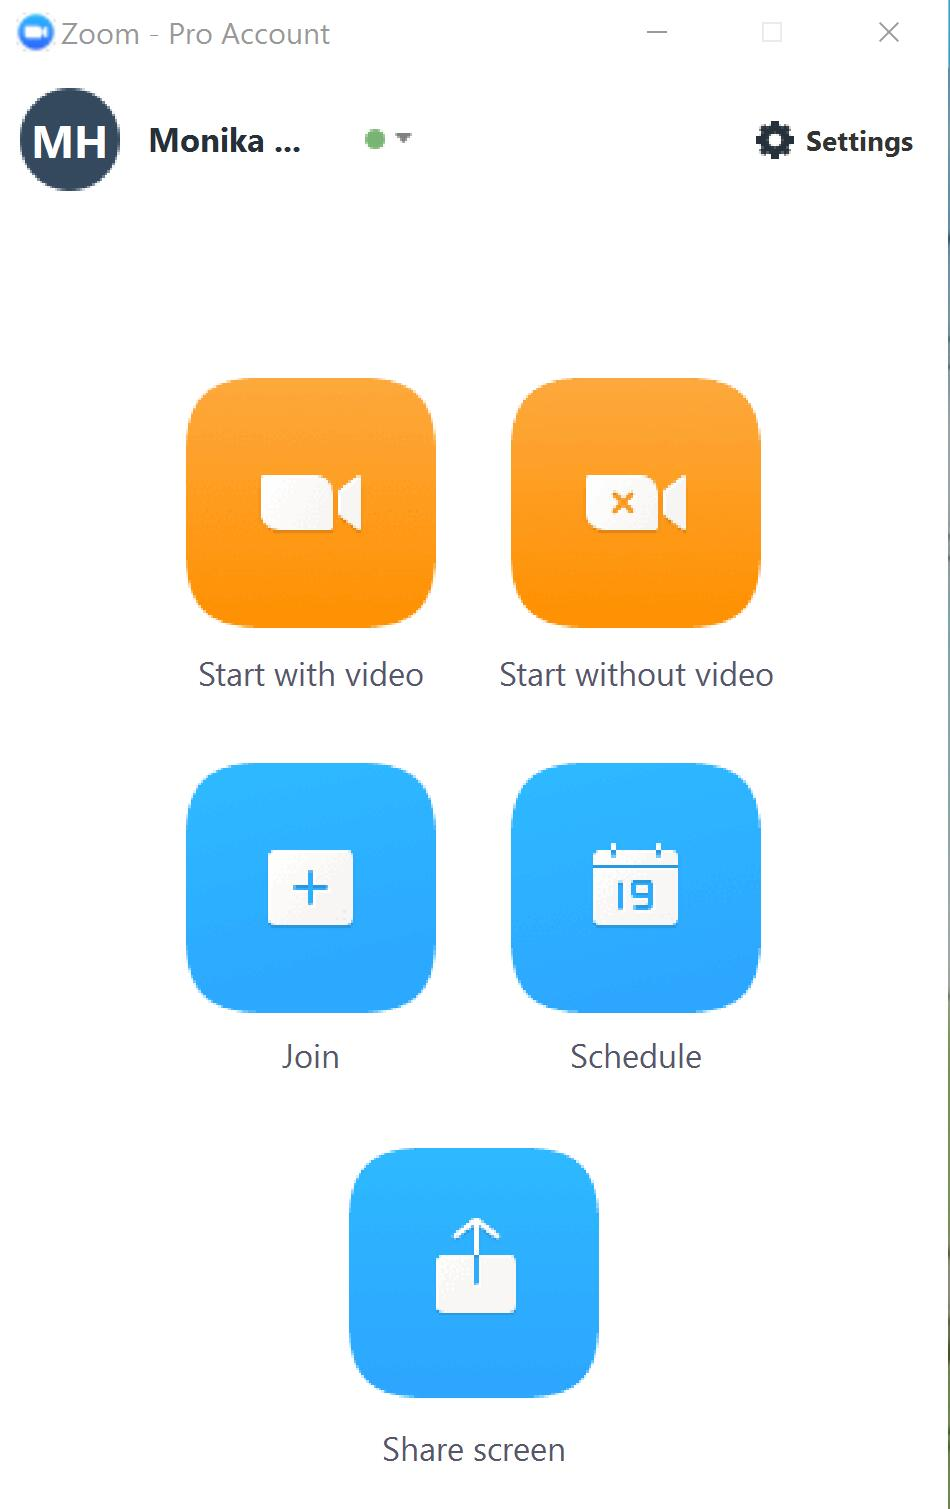 Zoom - Pro Account
MH Monika ... Settings
Start with video Start without video
19
Join Schedule
Share screen